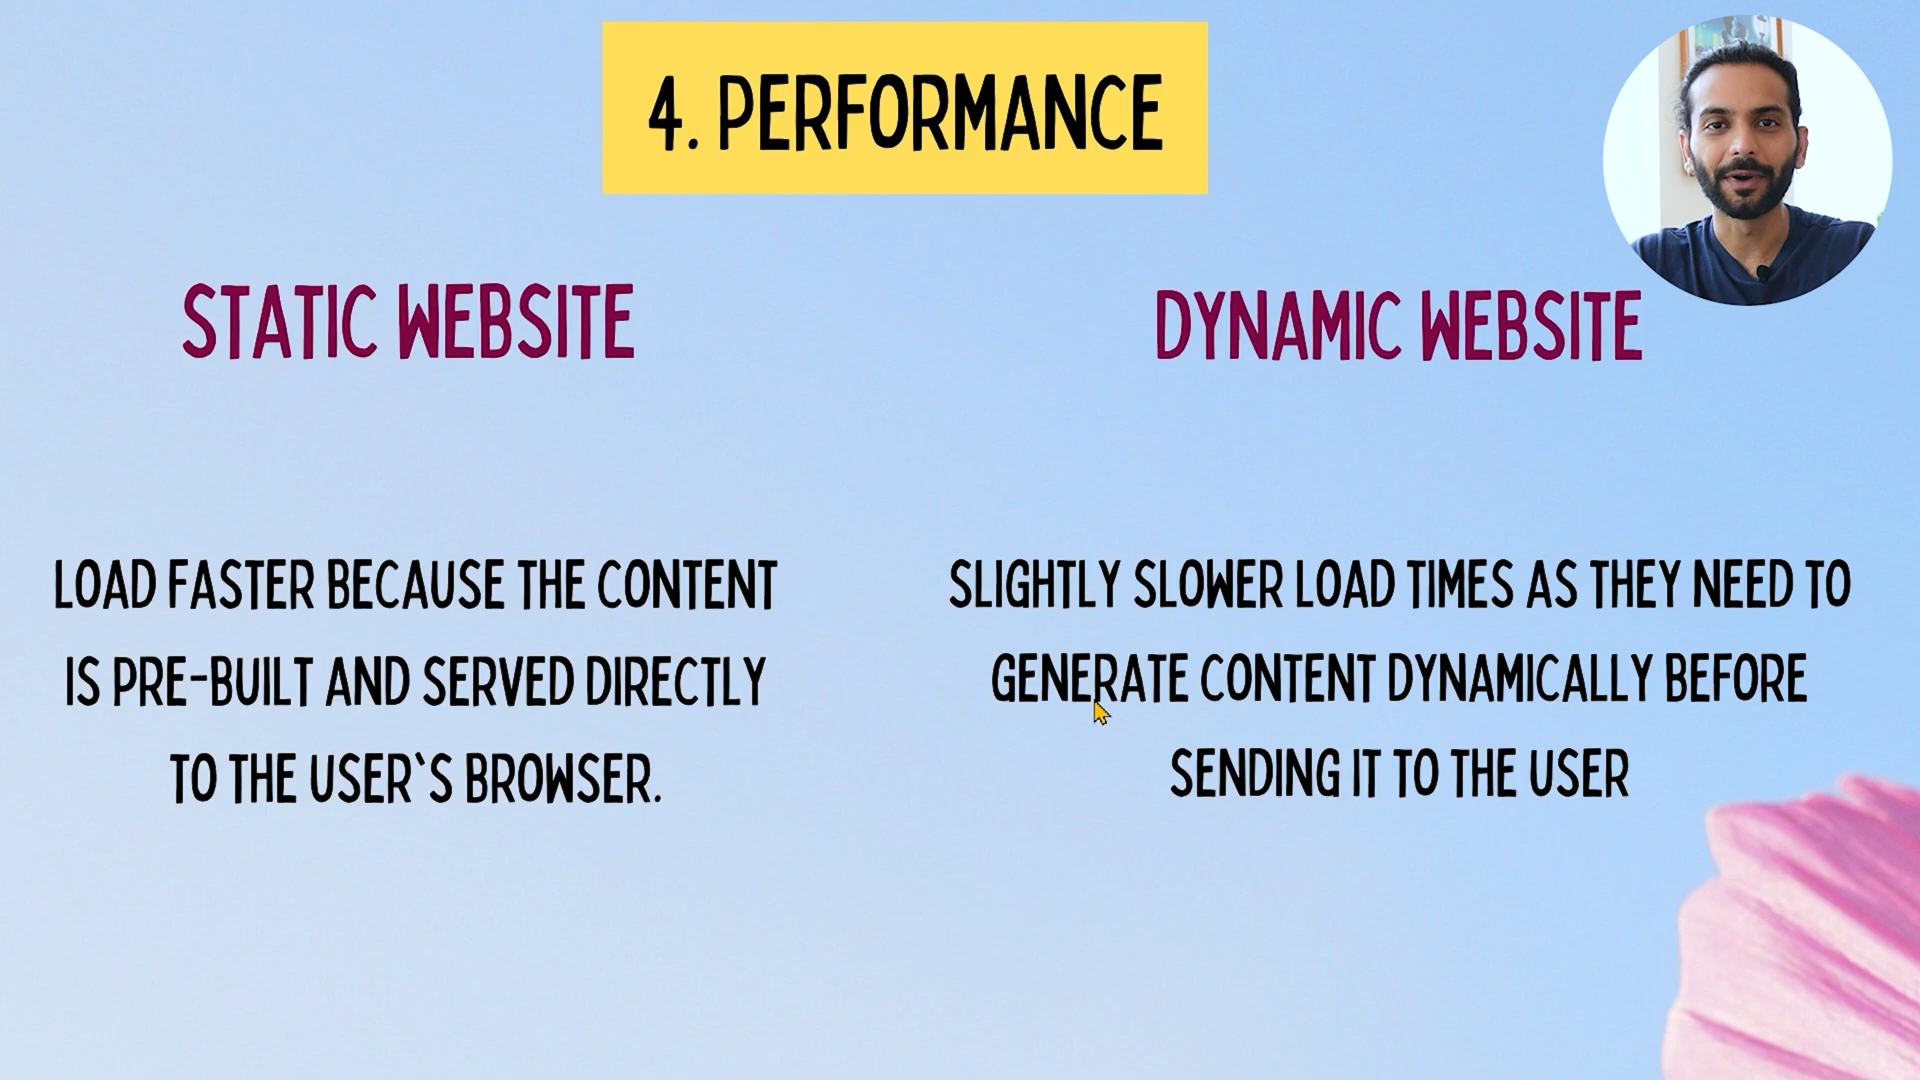 4. PERFORMANCE
STATIC WEBSITE
LOAD FASTER BECAUSE THE CONTENT
IS PRE-BUILT AND SERVED DIRECTLY
TO THE USER`S BROWSER.
DYNAMIC WEBSITE
SLIGHTLY SLOWER LOAD TIMES AS THEY NEED TO
GENERATE CONTENT DYNAMICALLY BEFORE
SENDING IT TO THE USER